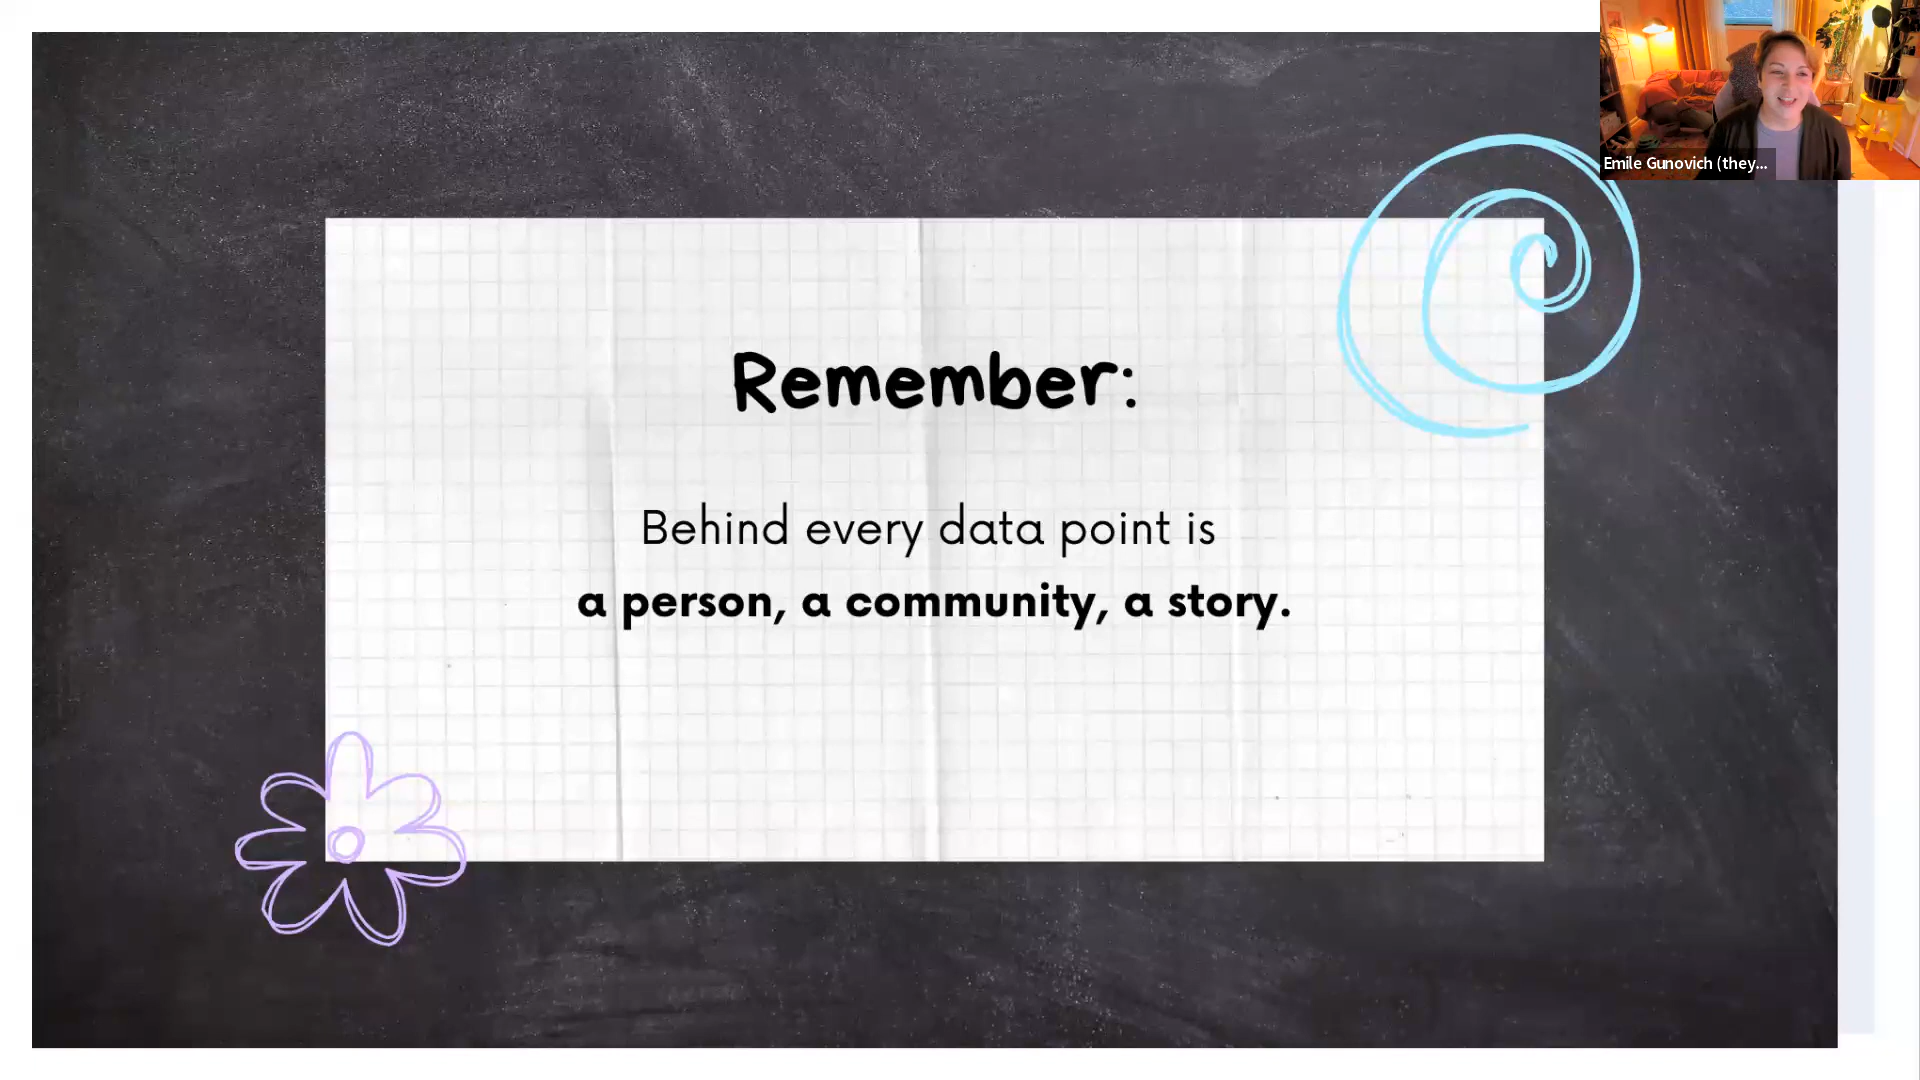 Emile Gunovich (they...
Remember:
Behind every data point is
a person, a community, a story.